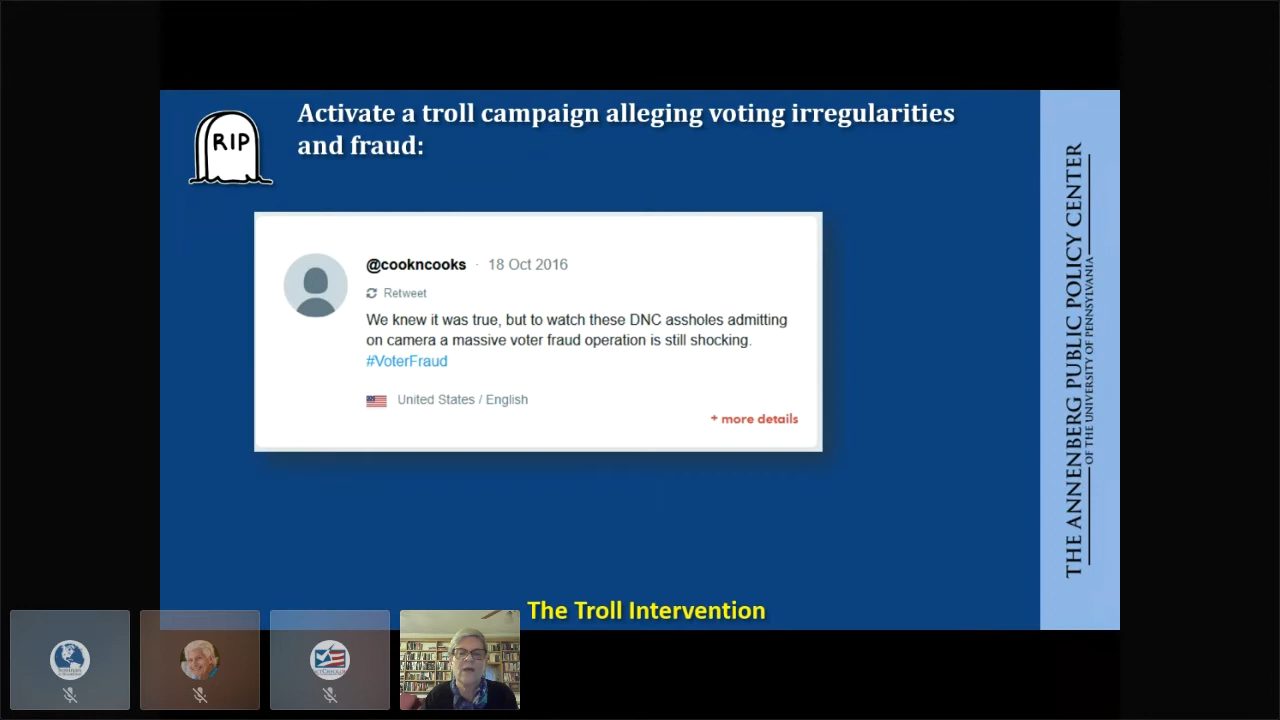 Activate a troll campaign alleging voting irregularities
and fraud:
RIP
@cookncooks · 18 Oct 2016
Retweet
We knew it was true, but to watch these DNC assholes admitting
on camera a massive voter fraud operation is still shocking.
#VoterFraud
United States / English
+ more details
THE ANNENBERG PUBLIC POLICY CENTER
OF THE UNIVERSITY OF PENNSYLVANIA
The Troll Intervention